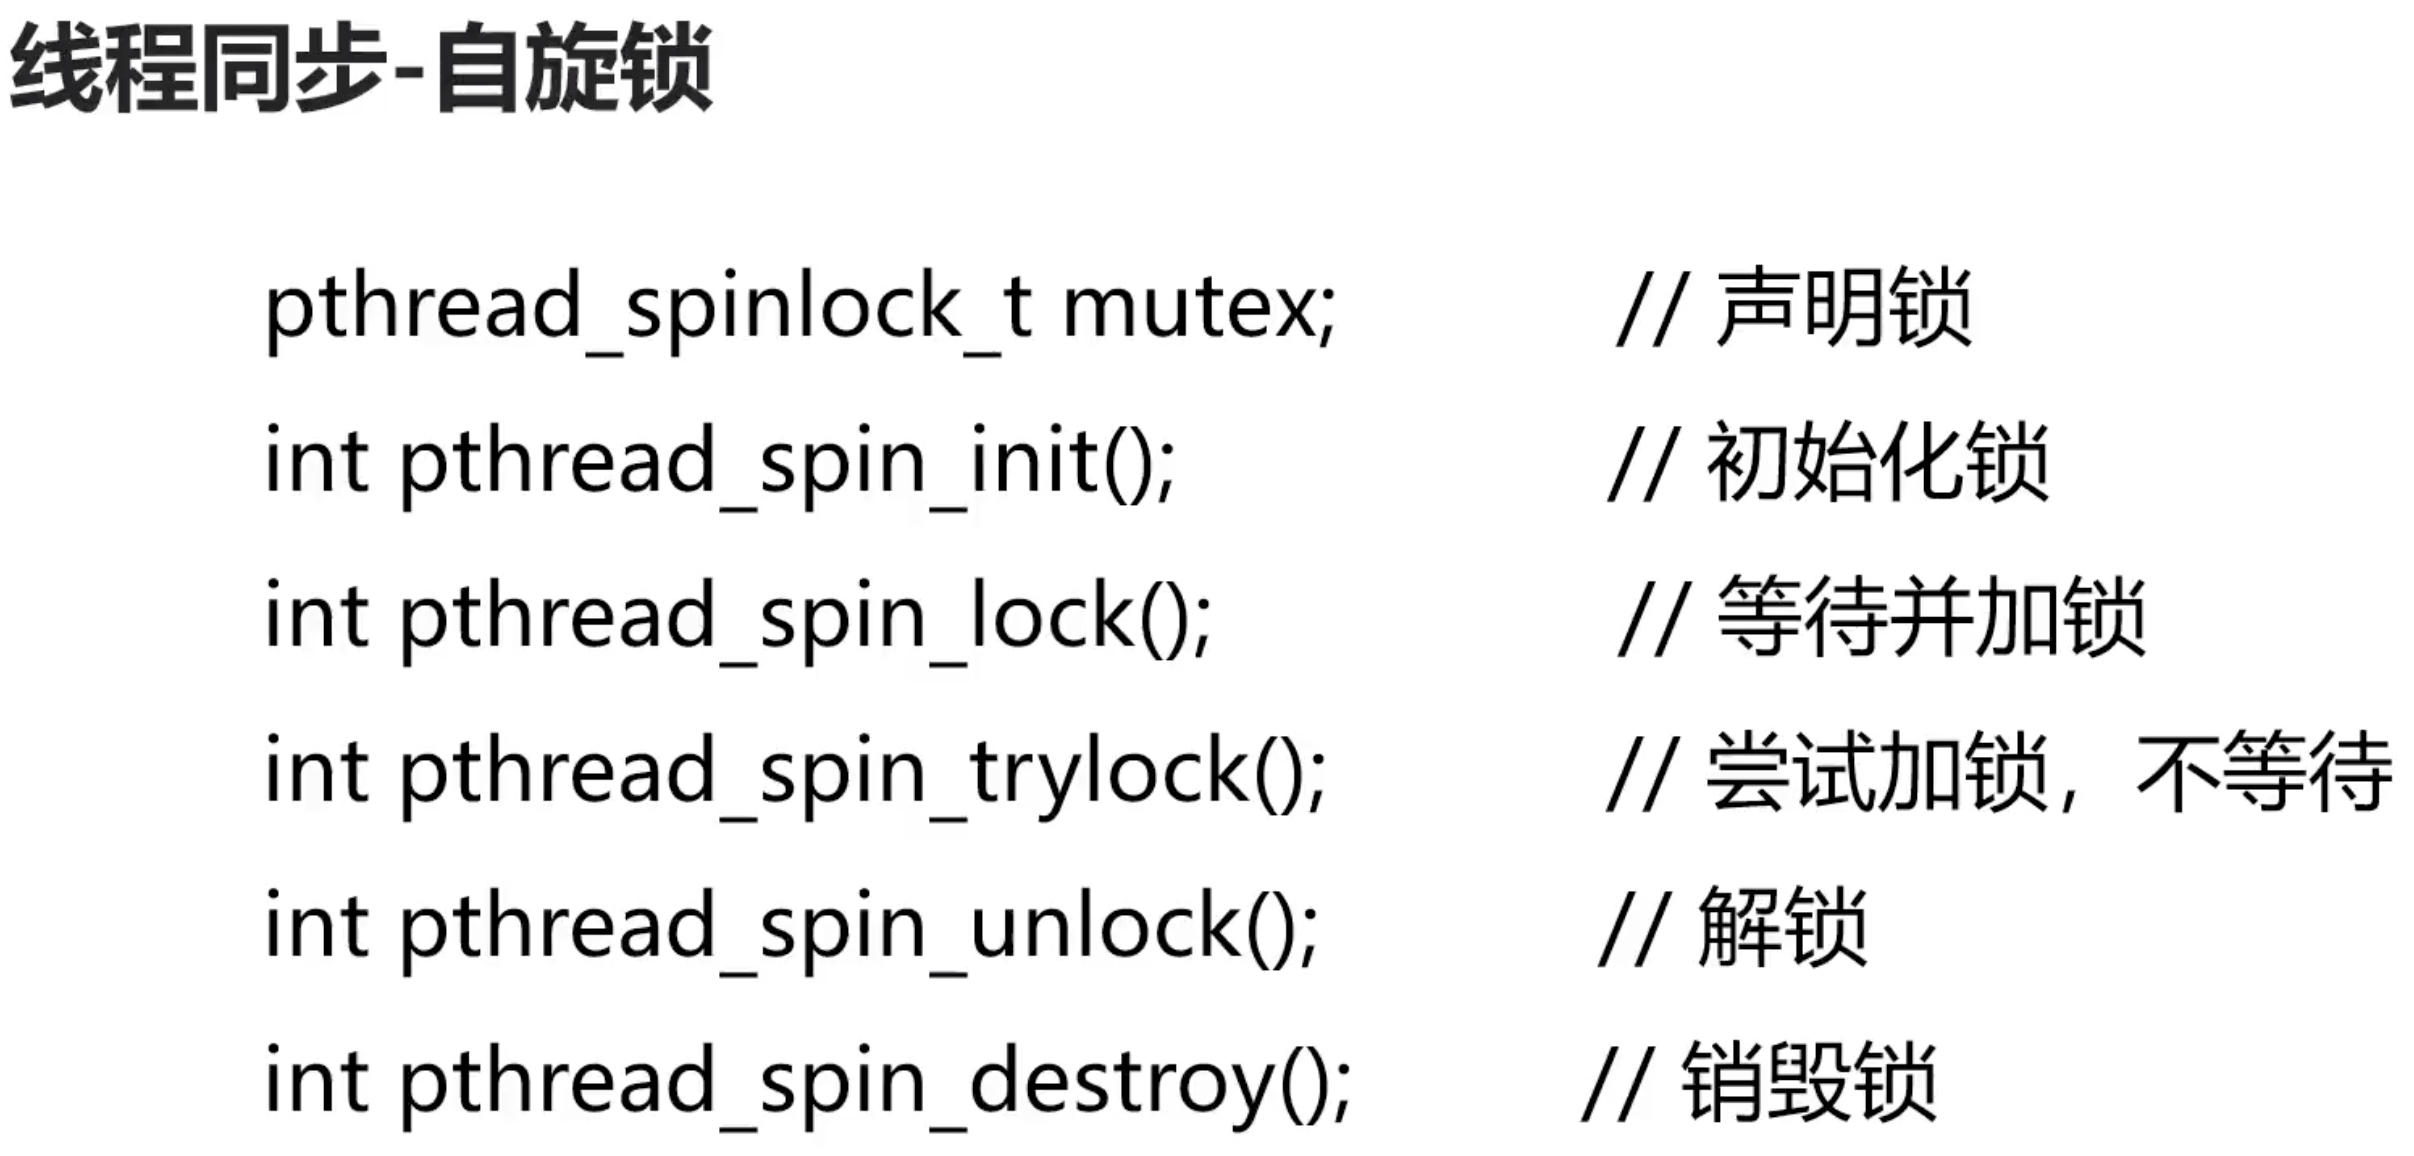 线程同步-自旋锁
pthread_spinlock_t mutex; // 声明锁
int pthread_spin_init(); // 初始化锁
int pthread_spin_lock(); // 等待并加锁
int pthread_spin_trylock(); // 尝试加锁，不等待
int pthread_spin_unlock(); // 解锁
int pthread_spin_destroy(); // 销毁锁